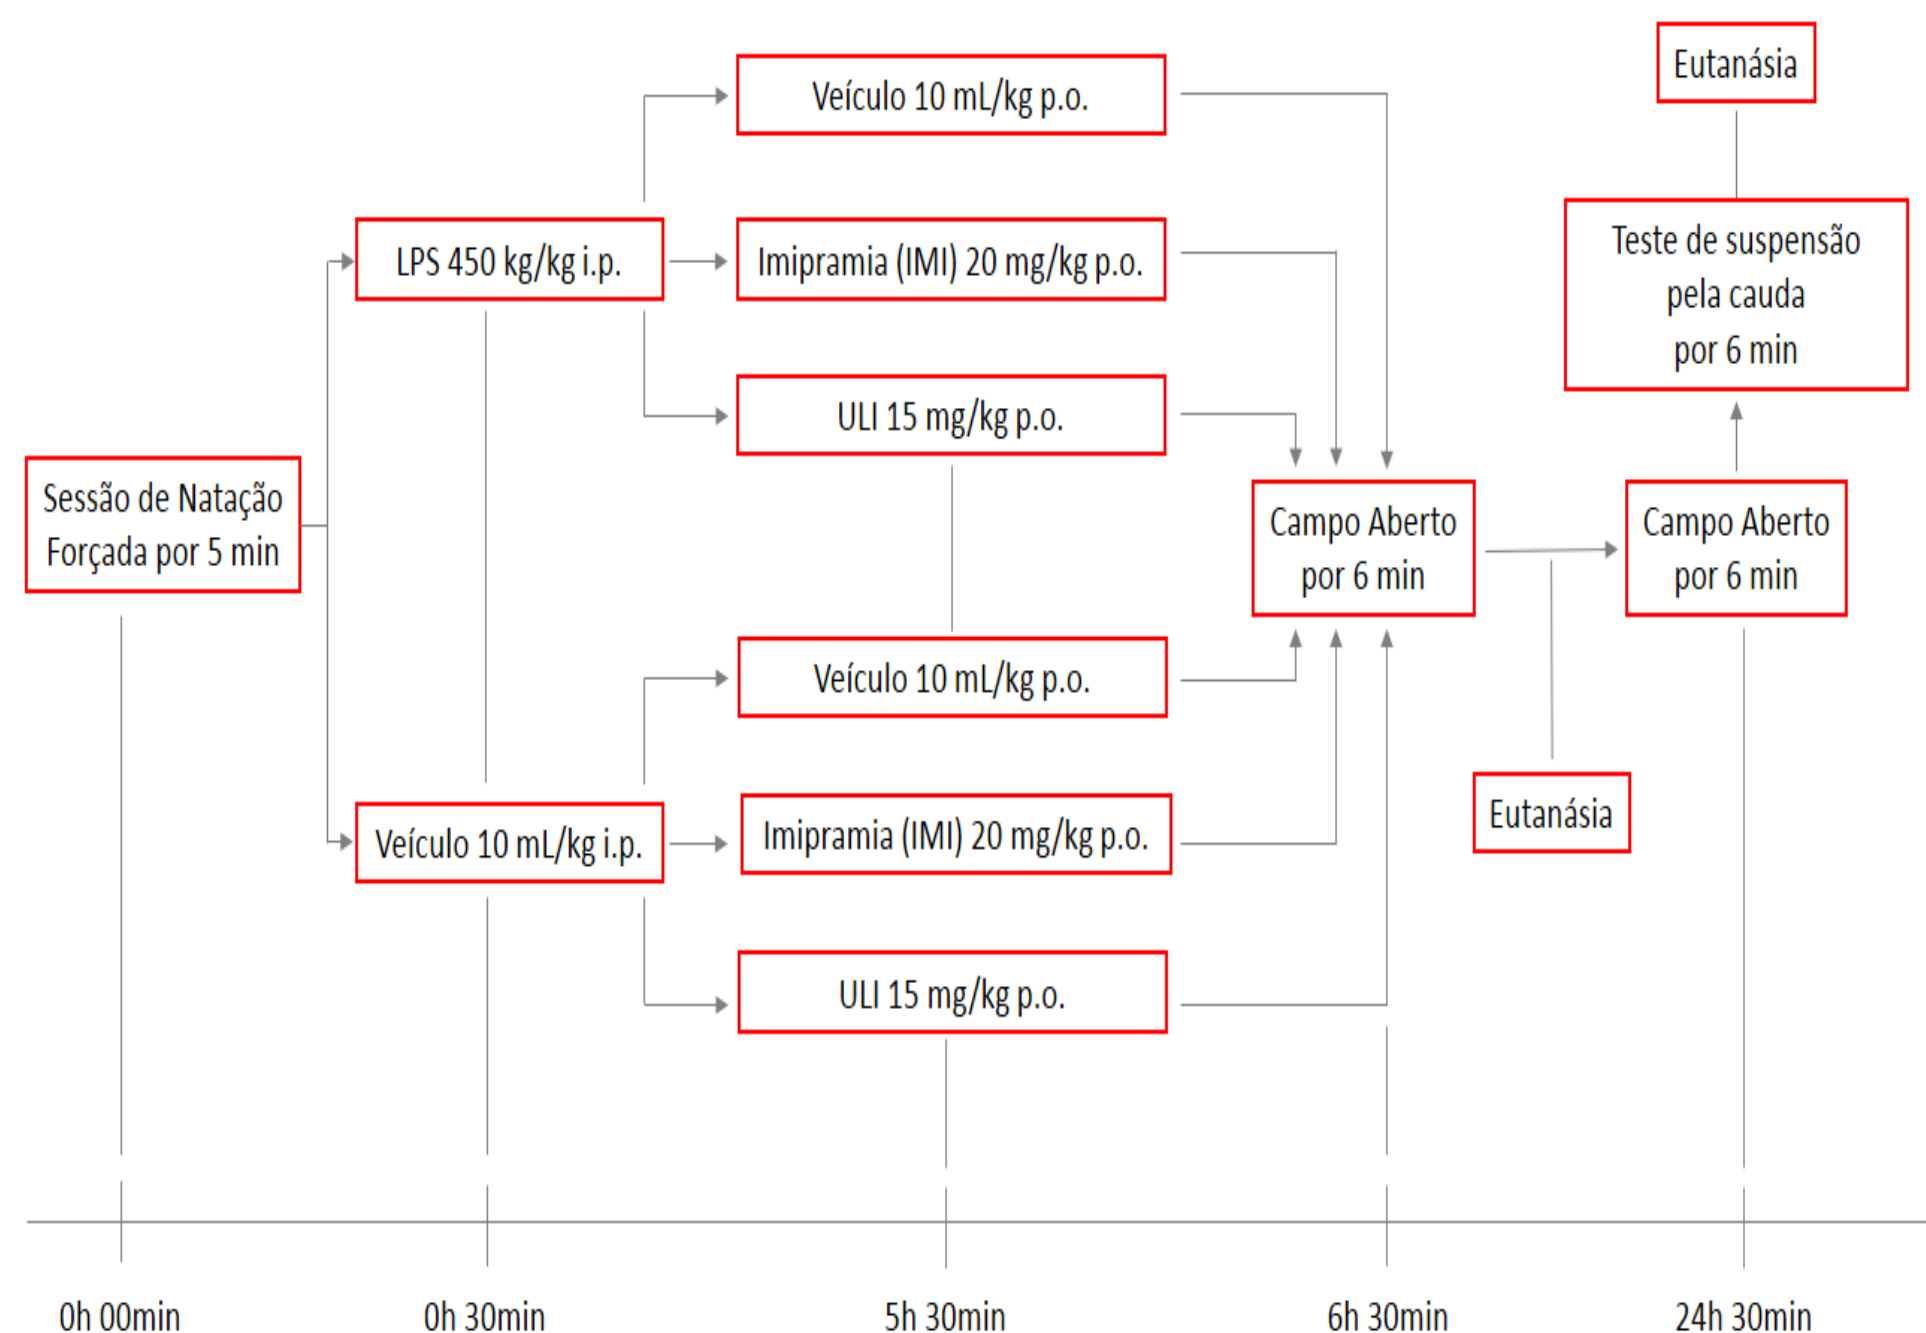 Eutanásia
Veículo 10 mL/kg p.o.
Teste de suspensão
pela cauda
por 6 min
LPS 450 kg/kg i.p.
Imipramia (IMI) 20 mg/kg p.o.
ULI 15 mg/kg p.o.
Sessão de Natação
Forçada por 5 min
Campo Aberto
por 6 min
Campo Aberto
por 6 min
Veículo 10 mL/kg p.o.
Eutanásia
Veículo 10 mL/kg i.p.
Imipramia (IMI) 20 mg/kg p.o.
ULI 15 mg/kg p.o.
0h 00min
0h 30min
5h 30min
6h 30min
24h 30min